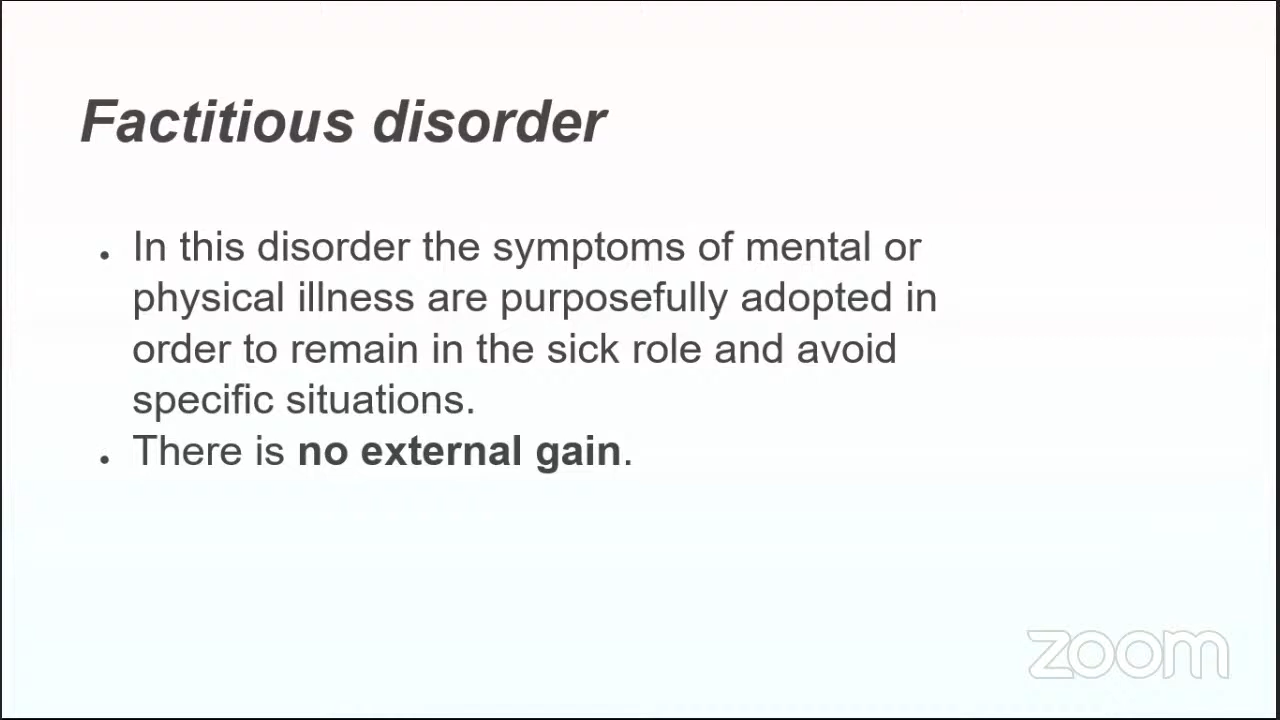 Factitious disorder
• In this disorder the symptoms of mental or
physical illness are purposefully adopted in
order to remain in the sick role and avoid
specific situations.
• There is no external gain.
zoom